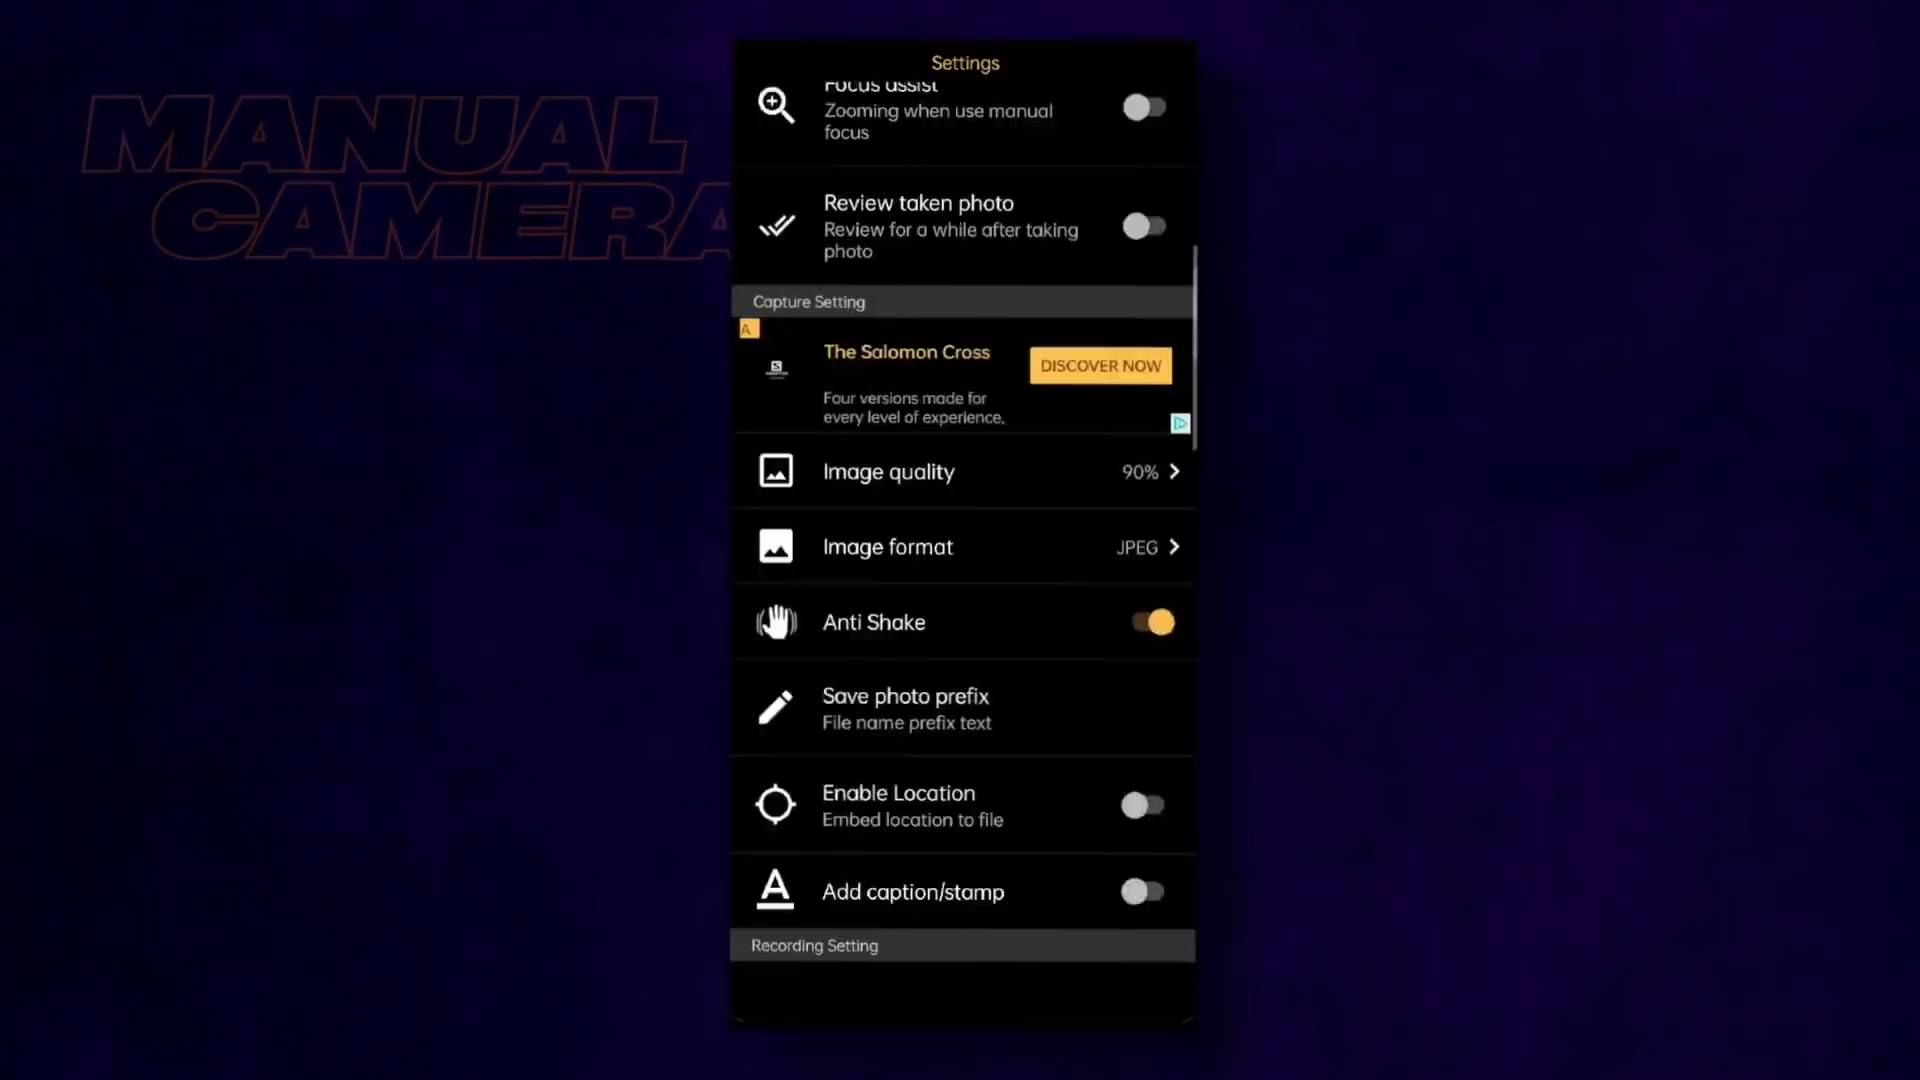 MANUAL
CAMERA
Settings
Focus assist
Zooming when use manual
focus
Review taken photo
Review for a while after taking
photo
Capture Setting
A
The Salomon Cross
DISCOVER NOW
Four versions made for
every level of experience.
Image quality
90%
Image format
JPEG
Anti Shake
Save photo prefix
File name prefix text
Enable Location
Embed location to file
A
Add caption/stamp
Recording Setting